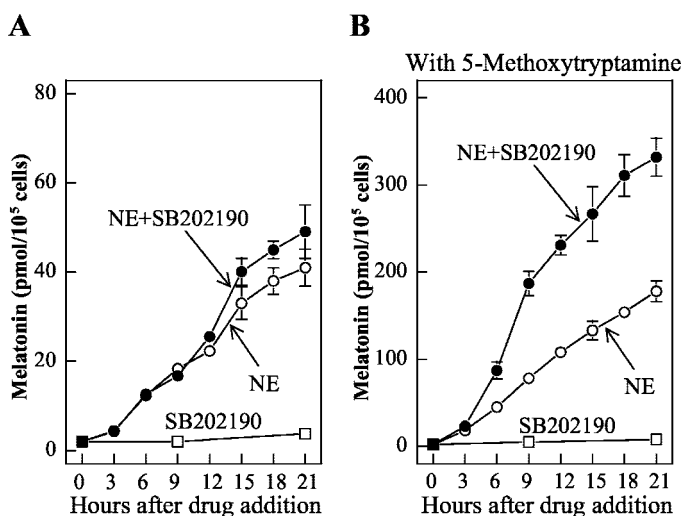 A
B
With 5-Methoxytryptamine
Melatonin (pmol/10⁵ cells)
80
60
40
20
0
NE+SB202190
NE
SB202190
0 3 6 9 12 15 18 21
Hours after drug addition
Melatonin (pmol/10⁵ cells)
400
300
200
100
0
NE+SB202190
NE
SB202190
0 3 6 9 12 15 18 21
Hours after drug addition